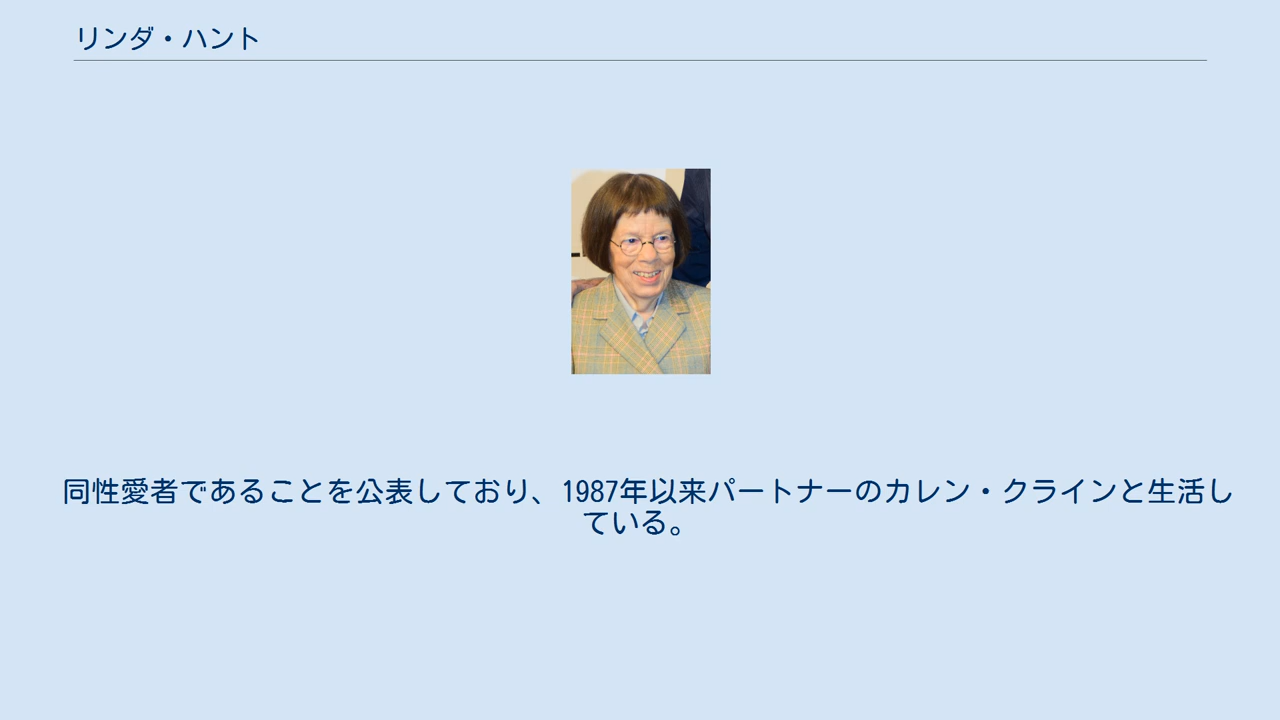 リンダ・ハント
同性愛者であることを公表しており、1987年以来パートナーのカレン・クラインと生活し
ている。